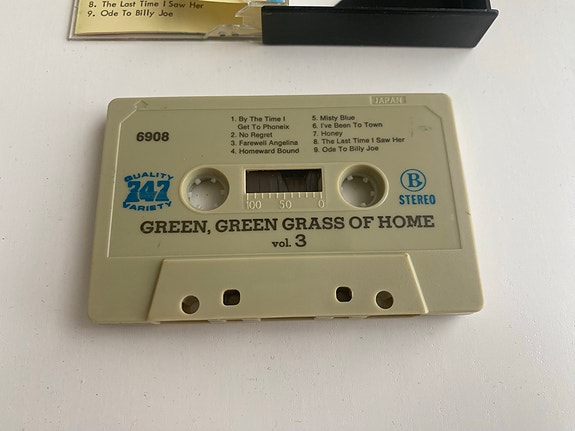 8. The Last Time I Saw Her
9. Ode To Billy Joe
JAPAN
6908
1. By The Time I
Get To Phoneix
2. No Regret
3. Farewell Angelina
4. Homeward Bound
5. Misty Blue
6. I've Been To Town
7. Honey
8. The Last Time I Saw Her
9. Ode To Billy Joe
QUALITY
747
VARIETY
100 50 0
B
STEREO
GREEN, GREEN GRASS OF HOME
vol. 3